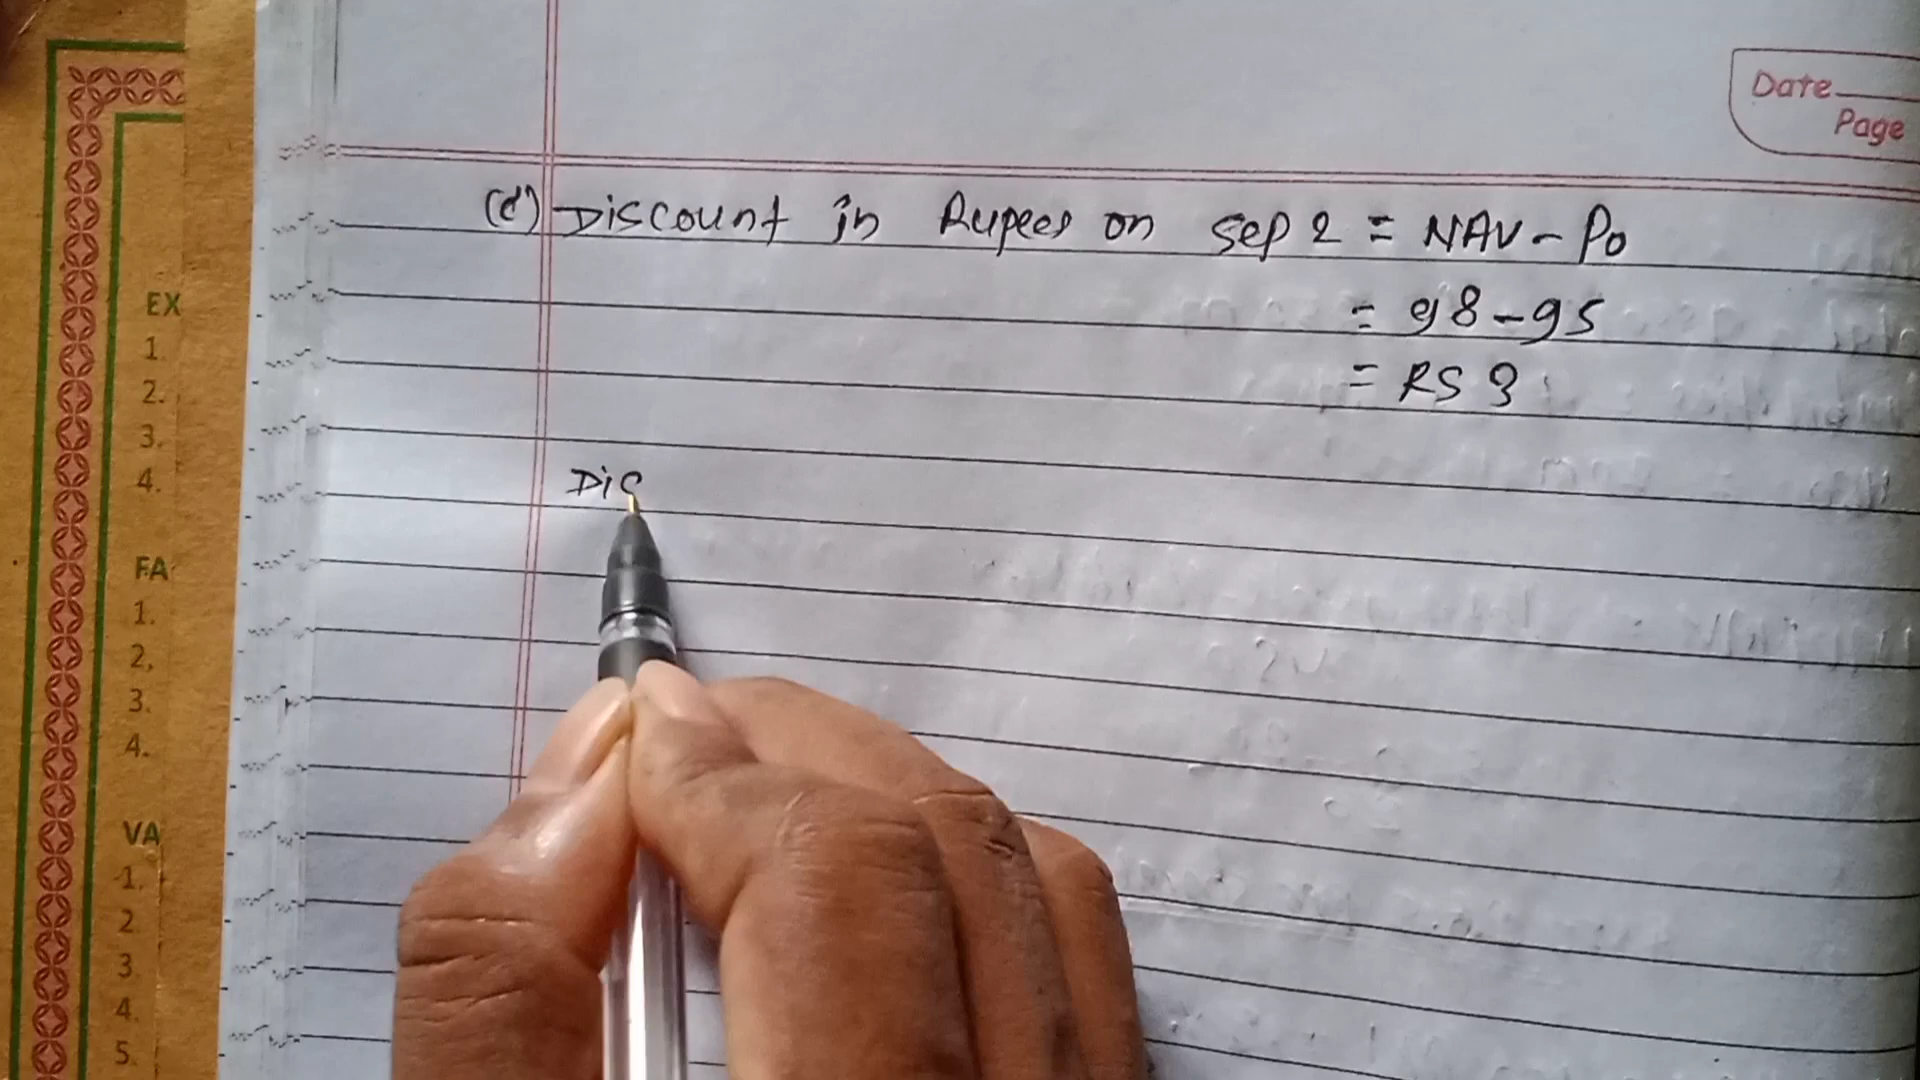 Date
Page
(d) Discount in Rupees on Sep 2 = NAV - P0
= 98 - 95
= RS 3
Dis
EX
1.
2.
3.
4.
FA
1.
2,
3.
4.
VA
1.
2
3.
4.
5.